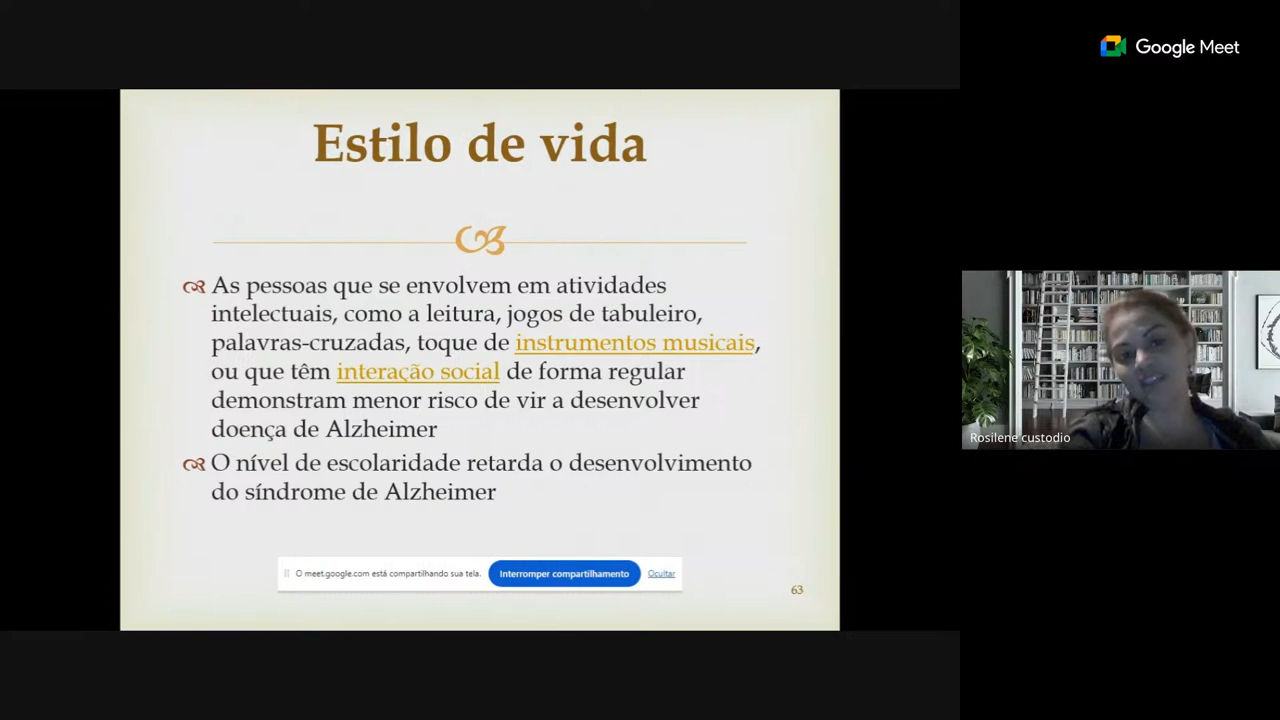 Google Meet
Estilo de vida
As pessoas que se envolvem em atividades
intelectuais, como a leitura, jogos de tabuleiro,
palavras-cruzadas, toque de instrumentos musicais,
ou que têm interação social de forma regular
demonstram menor risco de vir a desenvolver
doença de Alzheimer
O nível de escolaridade retarda o desenvolvimento
do síndrome de Alzheimer
O meet.google.com está compartilhando sua tela. Interromper compartilhamento Ocultar
63
Rosilene custodio